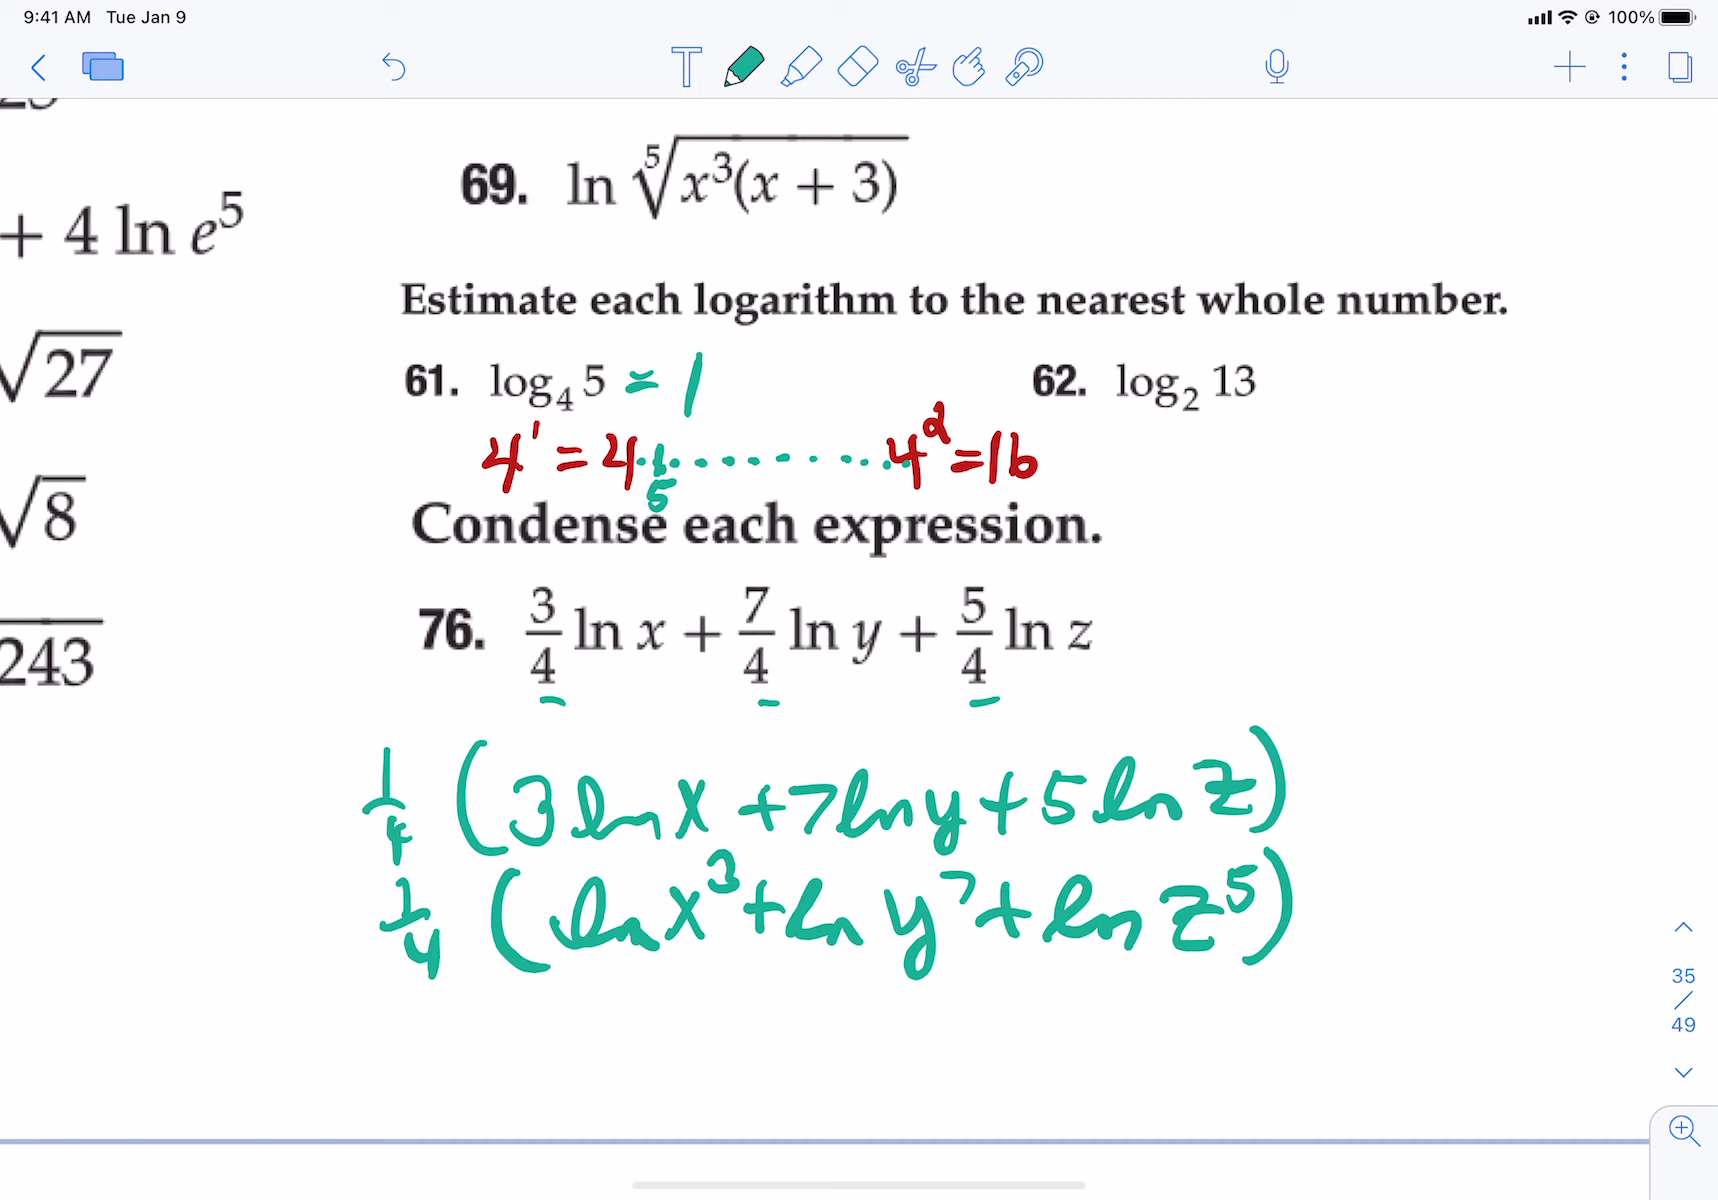 9:41 AM Tue Jan 9
100%
69. ln ⁵√x³(x + 3)
+ 4 ln e⁵
Estimate each logarithm to the nearest whole number.
√27
61. log₄ 5 ≈ 1
62. log₂ 13
4¹ = 4 . . . . . . . . . 4² = 16
5
√8
Condense each expression.
76. 3/4 ln x + 7/4 ln y + 5/4 ln z
243
1/4 (3 ln x + 7 ln y + 5 ln z)
1/4 (ln x³ + ln y⁷ + ln z⁵)
35
/
49